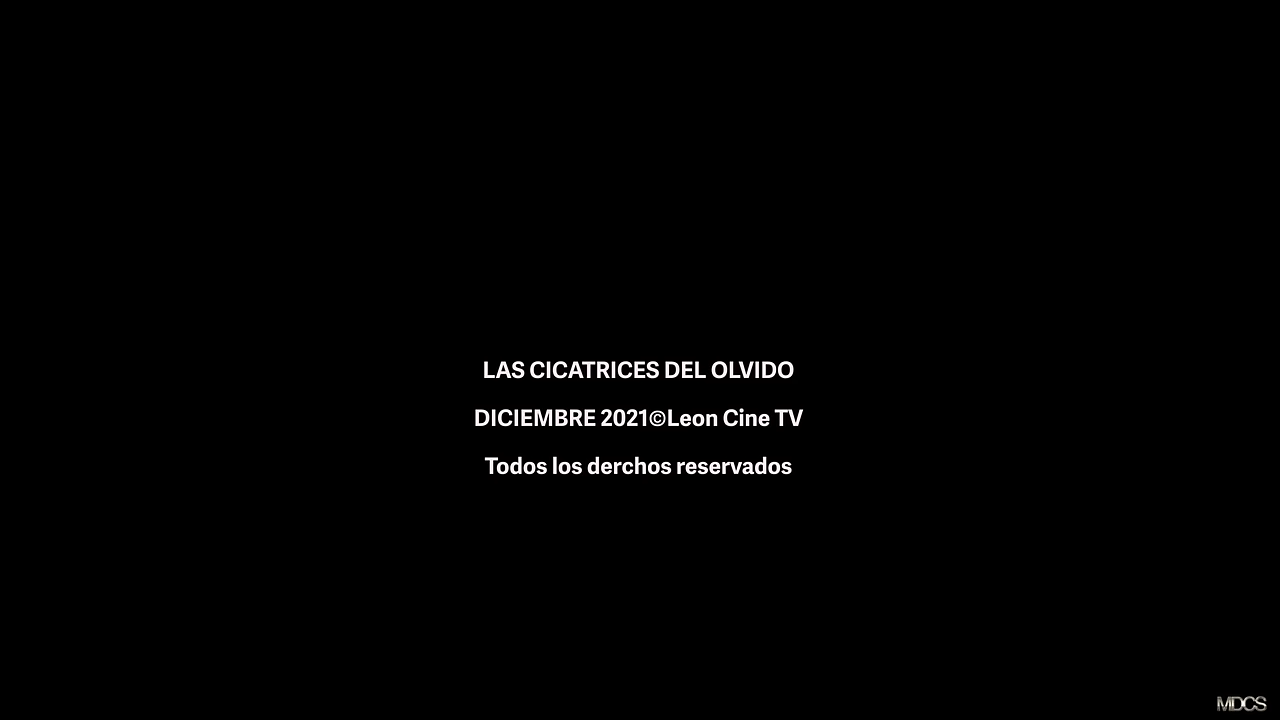 LAS CICATRICES DEL OLVIDO
DICIEMBRE 2021©Leon Cine TV
Todos los derchos reservados
MDCS